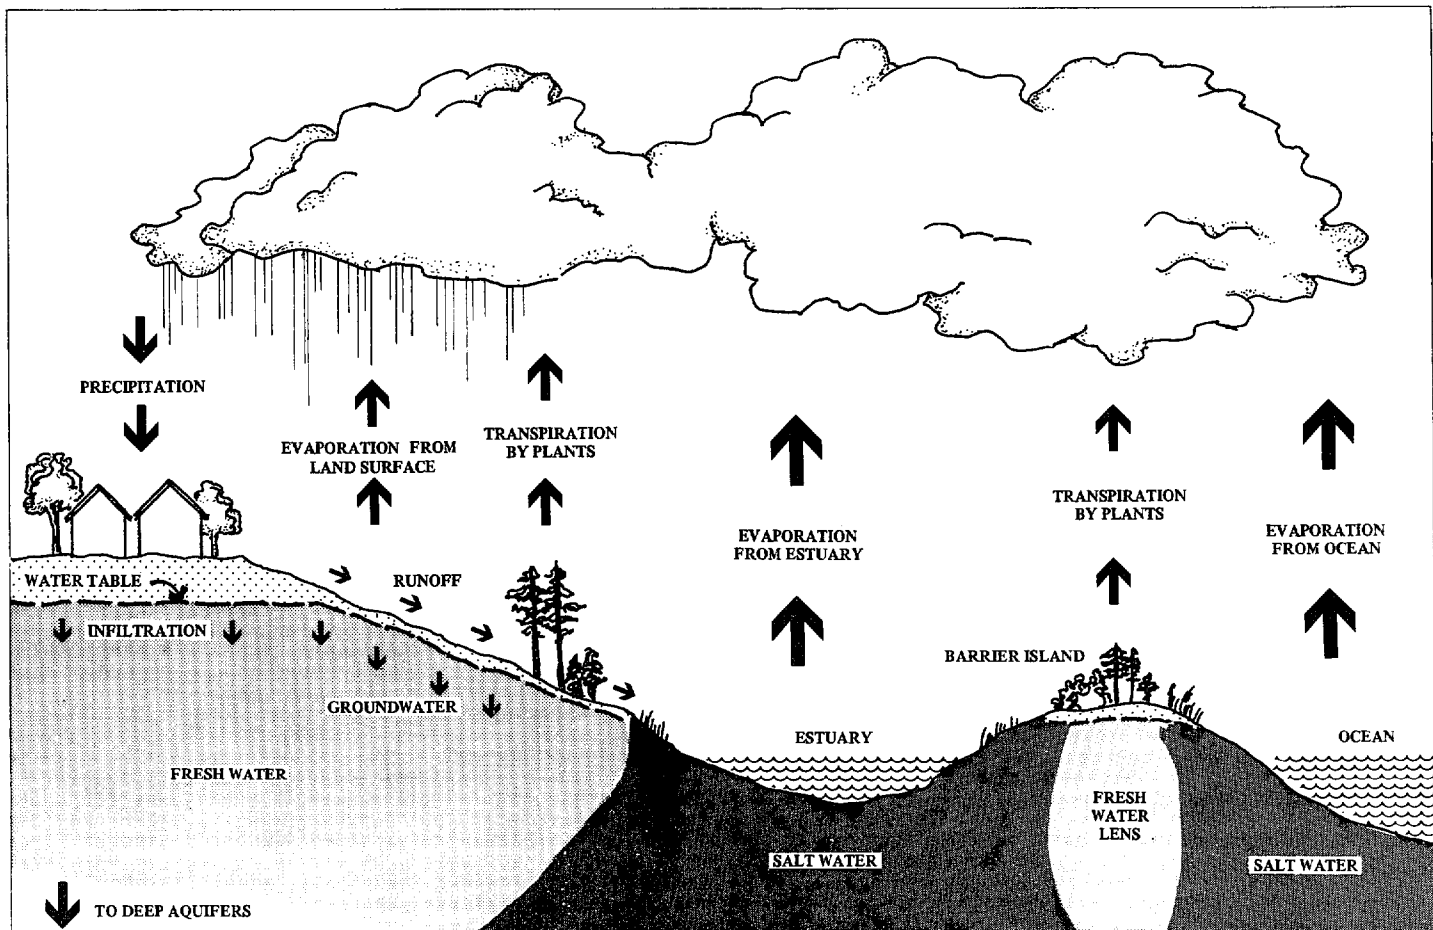 PRECIPITATION
EVAPORATION FROM
LAND SURFACE
TRANSPIRATION
BY PLANTS
EVAPORATION
FROM ESTUARY
TRANSPIRATION
BY PLANTS
EVAPORATION
FROM OCEAN
WATER TABLE
RUNOFF
INFILTRATION
BARRIER ISLAND
GROUNDWATER
ESTUARY
OCEAN
FRESH WATER
FRESH
WATER
LENS
SALT WATER
SALT WATER
TO DEEP AQUIFERS